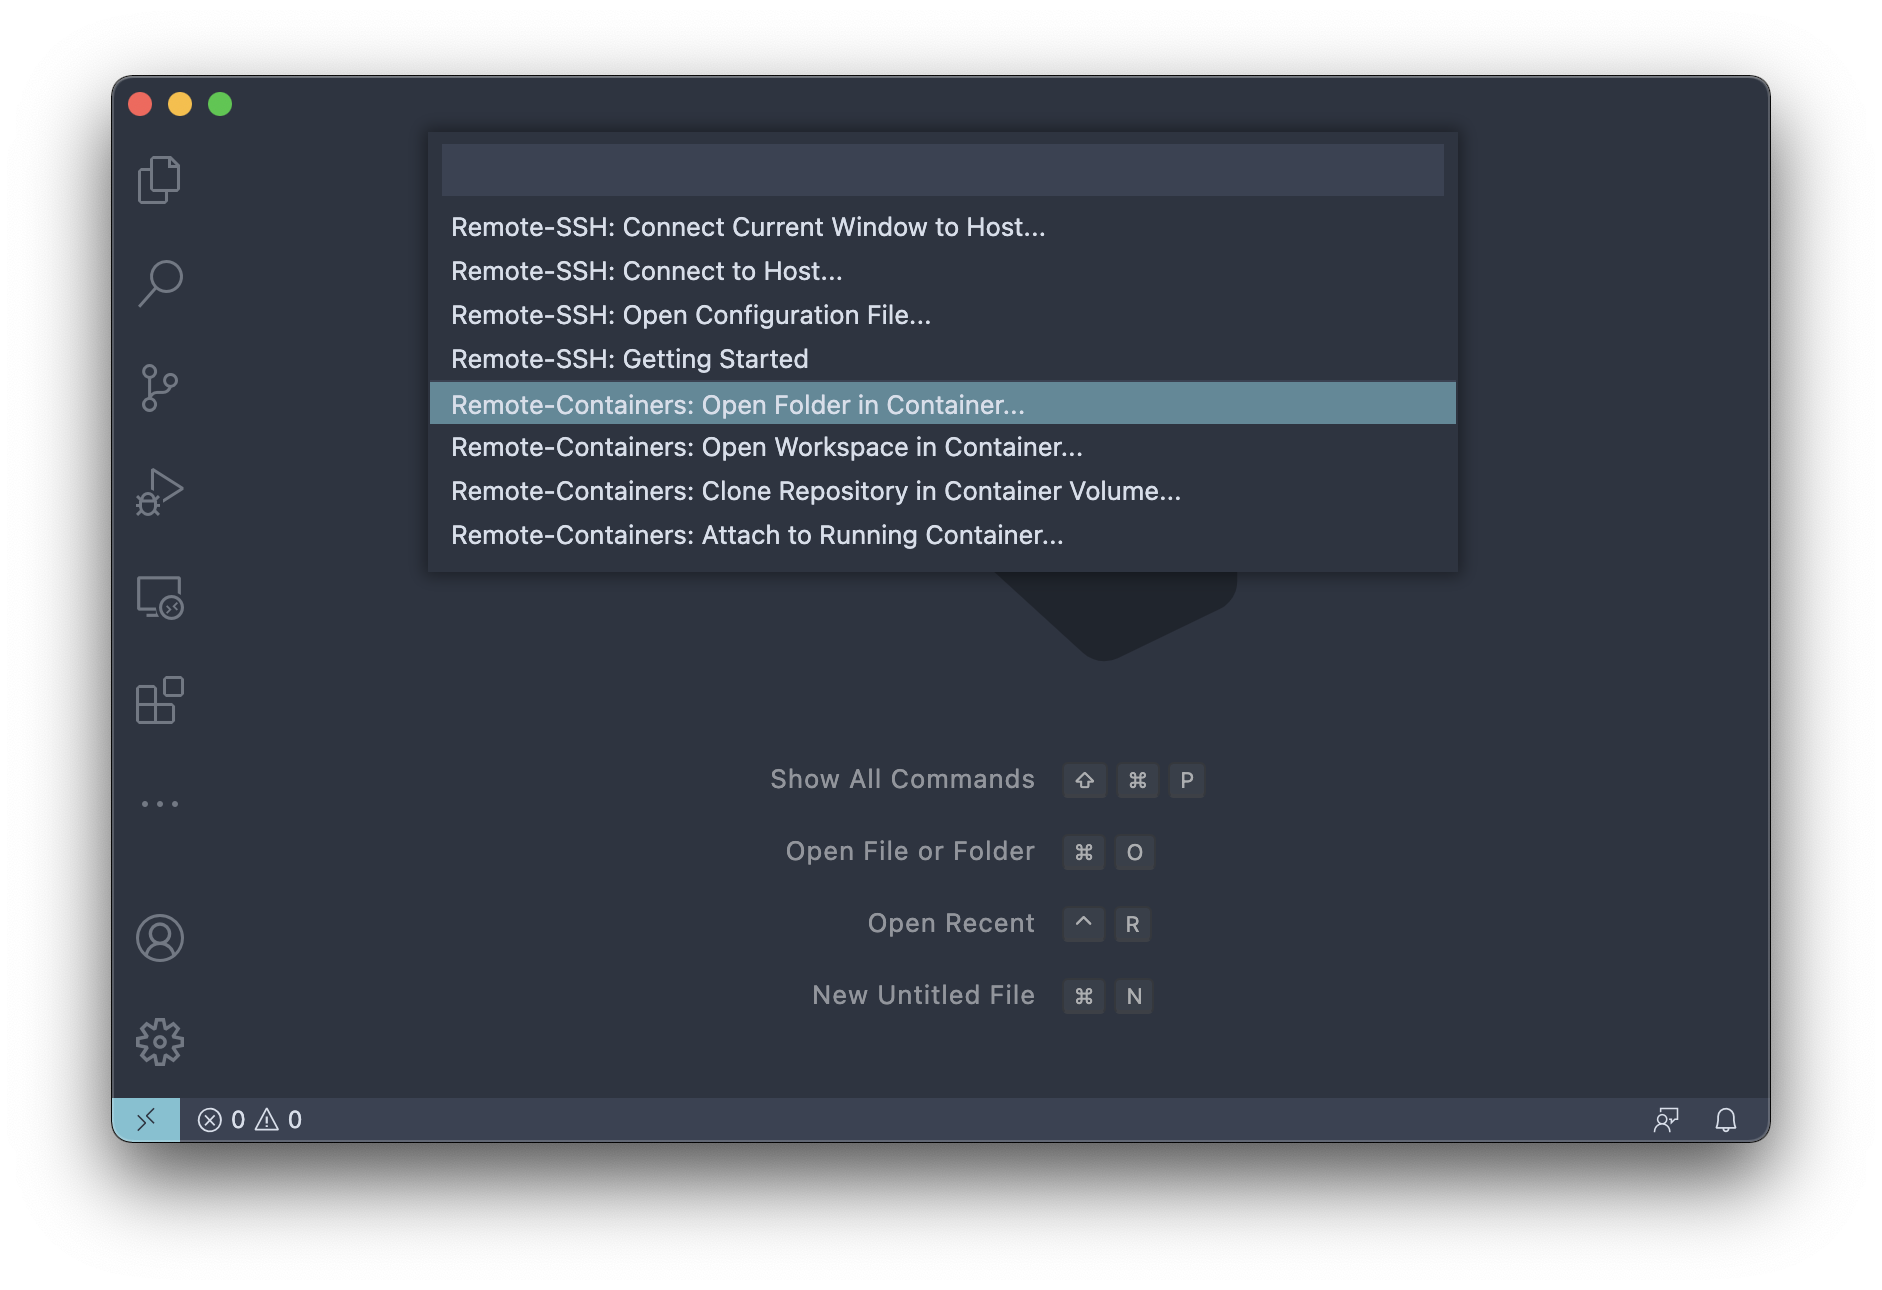 Remote-SSH: Connect Current Window to Host...
Remote-SSH: Connect to Host...
Remote-SSH: Open Configuration File...
Remote-SSH: Getting Started
Remote-Containers: Open Folder in Container...
Remote-Containers: Open Workspace in Container...
Remote-Containers: Clone Repository in Container Volume...
Remote-Containers: Attach to Running Container...
Show All Commands ⇧ ⌘ P
Open File or Folder ⌘ O
Open Recent ^ R
New Untitled File ⌘ N
0 0